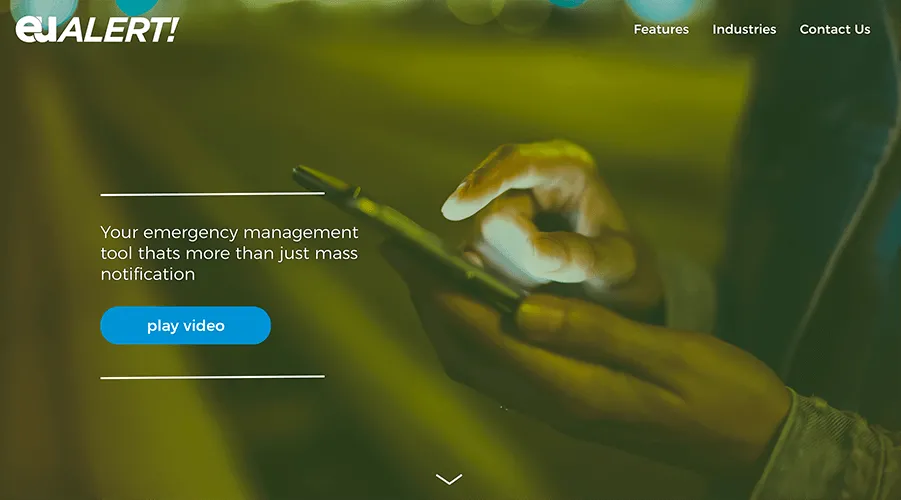 euALERT!
Features
Industries
Contact Us
Your emergency management
tool thats more than just mass
notification
play video